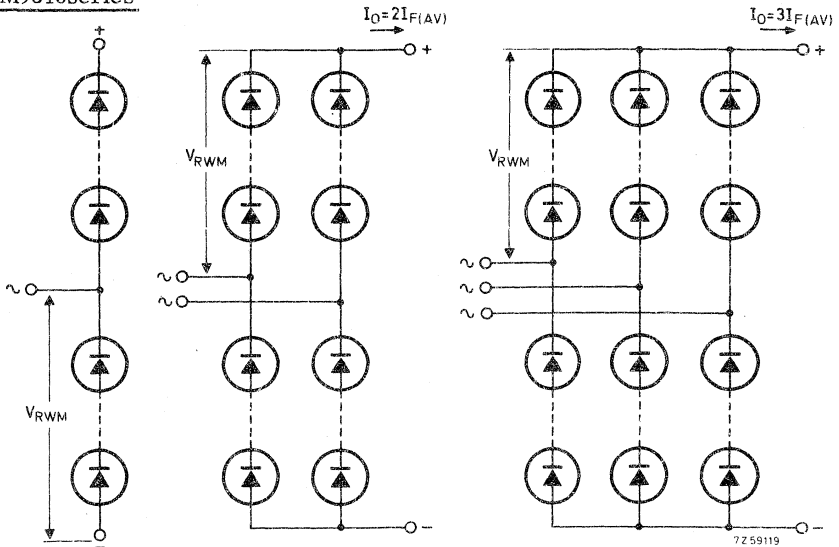 I_O=2I_F(AV)
I_O=3I_F(AV)
+
+
+
V_RWM
V_RWM
~
~
~
~
~
~
V_RWM
−
−
−
7Z59119